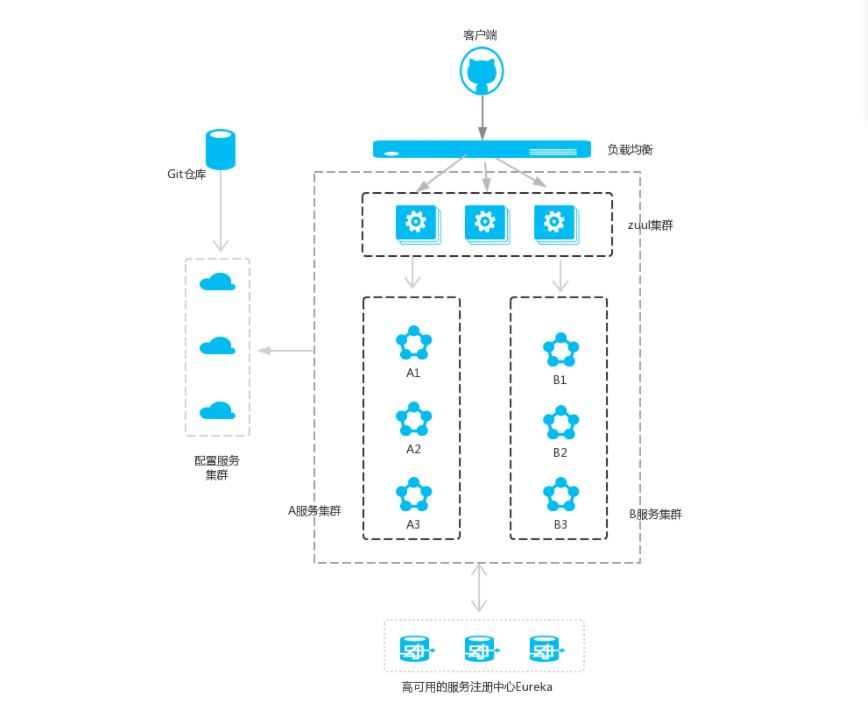 客户端
负载均衡
Git仓库
zuul集群
A1
B1
A2
B2
配置服务
集群
A服务集群
B服务集群
A3
B3
高可用的服务注册中心Eureka